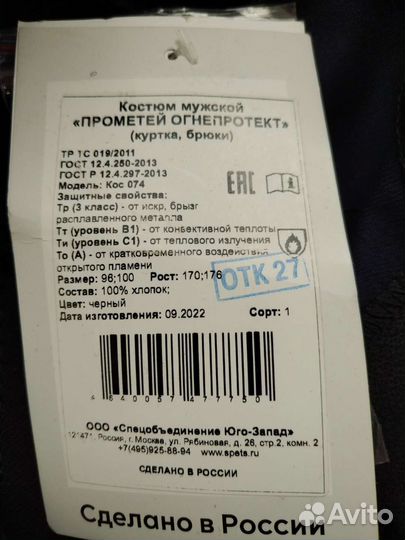 Костюм мужской
«ПРОМЕТЕЙ ОГНЕПРОТЕКТ»
(куртка, брюки)
ТР ТС 019/2011
ГОСТ 12.4.250-2013
ГОСТ Р 12.4.297-2013
Модель: Кос 074
Защитные свойства:
Тр (3 класс) - от искр, брызг
расплавленного металла
Тт (уровень В1) - от конвективной теплоты
Ти (уровень С1) - от теплового излучения
То (А) - от кратковременного воздействия
открытого пламени
Размер: 96;100 Рост: 170;176
Состав: 100% хлопок;
Цвет: черный
Дата изготовления: 09.2022 Сорт: 1
ЕАС
ОТК 27
4 640057 477750
ООО «Спецобъединение Юго-Запад»
121471, Россия, г.Москва, ул. Рябиновая, д. 26, стр.2, комн. 2
+7(495)925-88-94 www.spets.ru
СДЕЛАНО В РОССИИ
Сделано в России
Avito